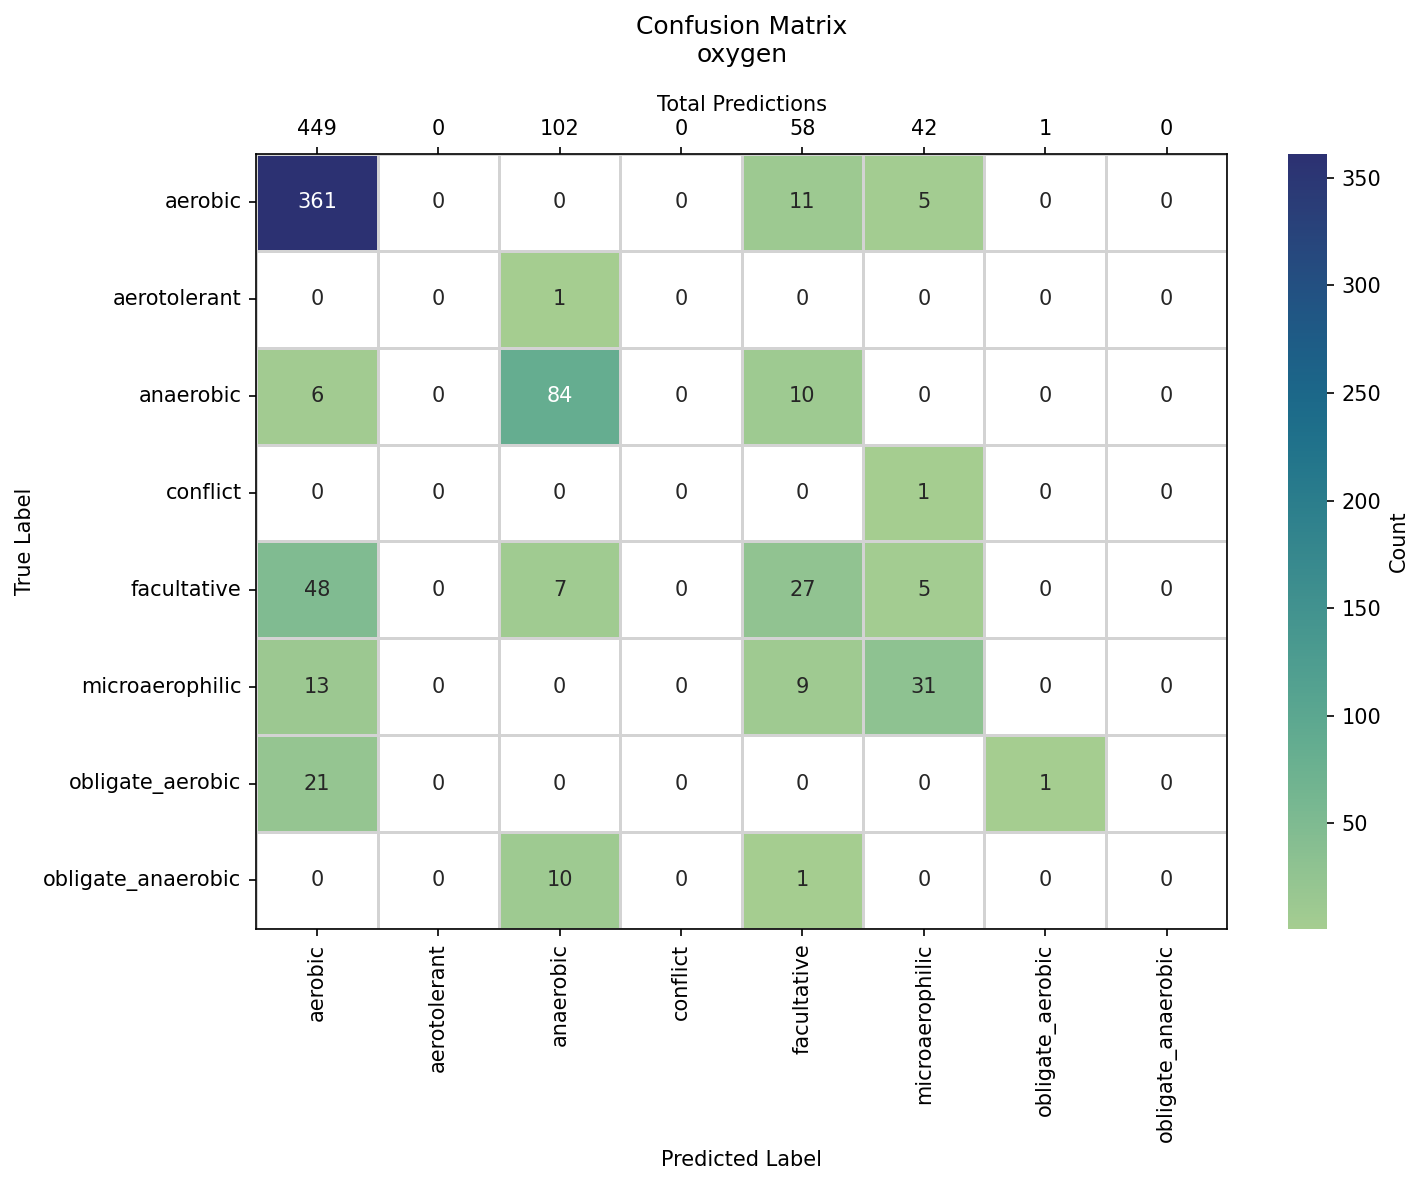 Confusion Matrix
oxygen
Total Predictions
449 0 102 0 58 42 1 0
aerobic 361 0 0 0 11 5 0 0
aerotolerant 0 0 1 0 0 0 0 0
anaerobic 6 0 84 0 10 0 0 0
conflict 0 0 0 0 0 1 0 0
facultative 48 0 7 0 27 5 0 0
microaerophilic 13 0 0 0 9 31 0 0
obligate_aerobic 21 0 0 0 0 0 1 0
obligate_anaerobic 0 0 10 0 1 0 0 0
True Label
aerobic aerotolerant anaerobic conflict facultative microaerophilic obligate_aerobic obligate_anaerobic
Predicted Label
350
300
250
200
150
100
50
Count